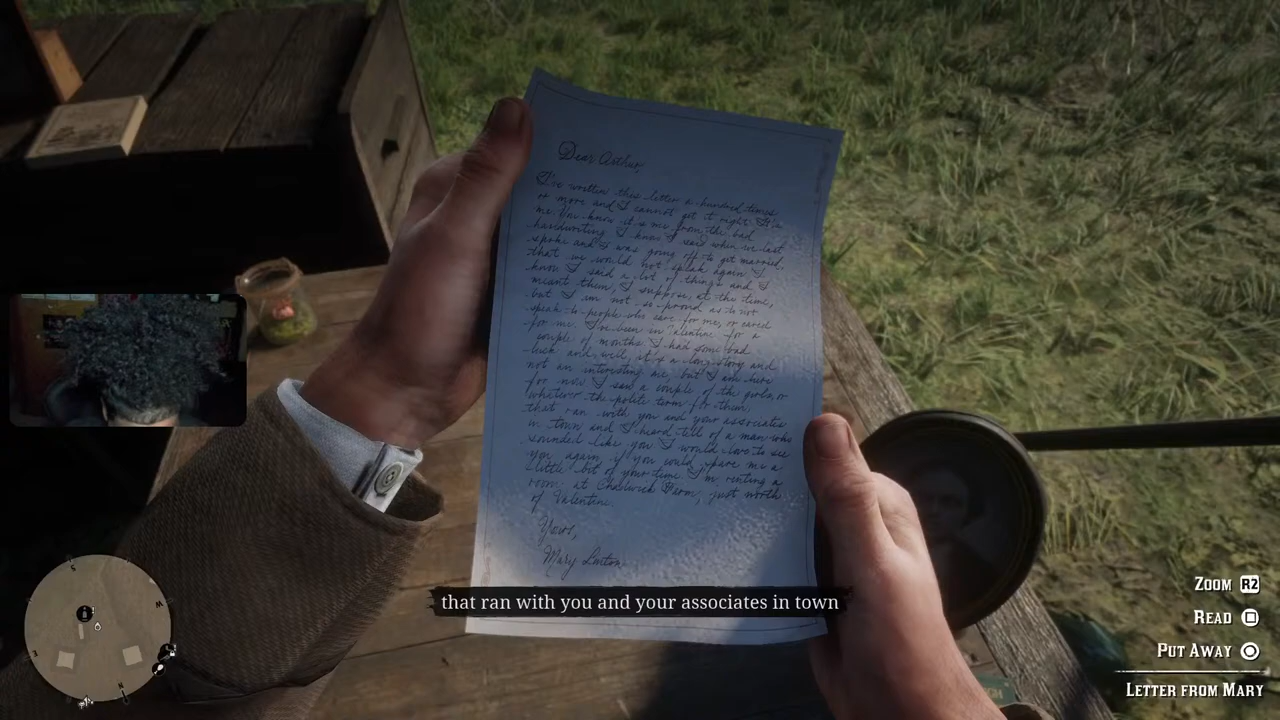 Dear Arthur,
I've written this letter a hundred times
or more and I cannot get it right. It's
me. You know it is me from the bad
handwriting. I know I said when we last
spoke and I was going off to get married,
that we would not speak again. I
know I said a lot of things and I
meant them, I suppose, at the time,
but I am not so proud as to not
speak to people who care for me, or cared
for me. I've been in Valentine for a
couple of months. I had some bad
luck and well, it's a long story and
not an interesting one, but I am here
for now. I saw a couple of the girls, or
whatever the polite term for them,
that ran with you and your associates
in town and I heard tell of a man who
sounded like you. I would love to see
you again if you could spare me a
little bit of your time. I'm renting a
room at Chadwick Farm, just north
of Valentine.
Yours,
Mary Linton
that ran with you and your associates in town
ZOOM R2
READ
PUT AWAY
LETTER FROM MARY